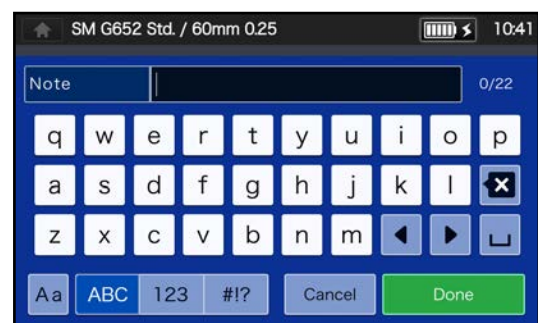 SM G652 Std. / 60mm 0.25 10:41
Note 0/22
q w e r t y u i o p
a s d f g h j k l
z x c v b n m
Aa ABC 123 #!? Cancel Done